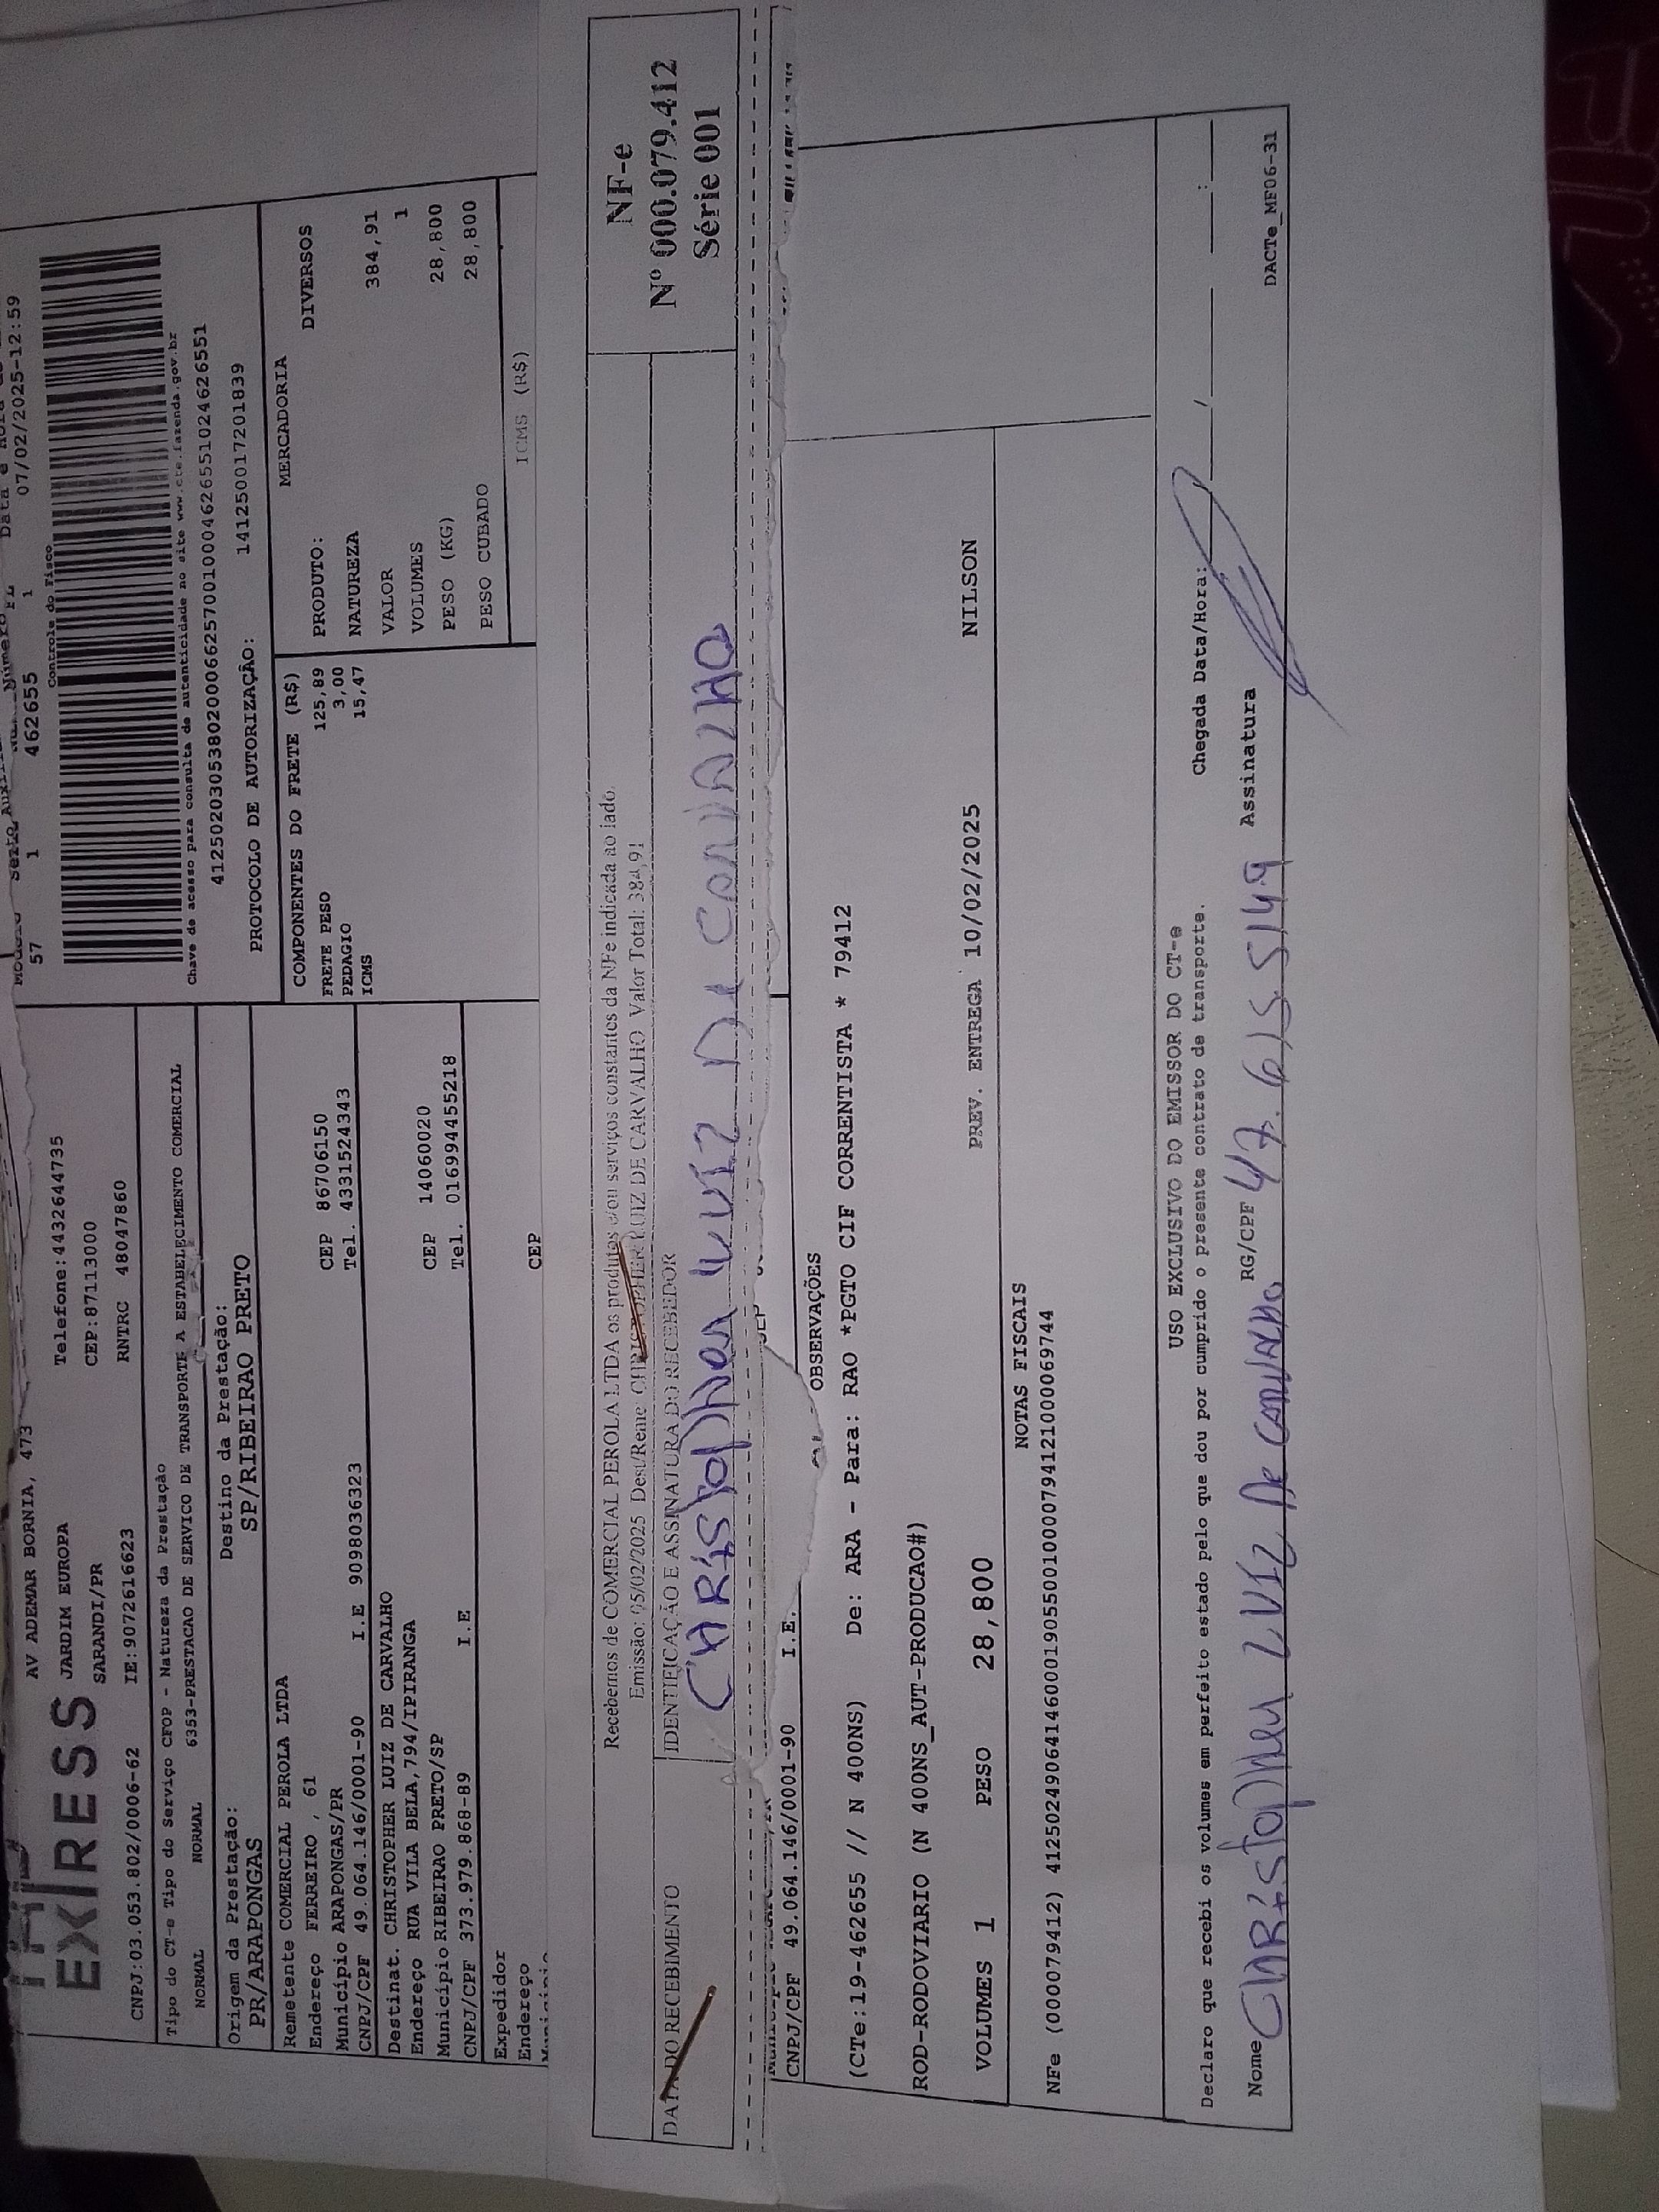 EXPRESS
AV ADEMAR BORNIA, 473
JARDIM EUROPA
SARANDI/PR
Telefone:4432644735
CEP:87113000
CNPJ:03.053.802/0006-62 IE:9072616623 RNTRC 48047860
57 1 462655 1 07/02/2025-12:59
Controle do Fisco
Chave de acesso para consulta de autenticidade no site www.cte.fazenda.gov.br
Tipo do CT-e Tipo do Serviço CFOP - Natureza da Prestação
NORMAL NORMAL 6353-PRESTACAO DE SERVICO DE TRANSPORTE A ESTABELECIMENTO COMERCIAL
PROTOCOLO DE AUTORIZAÇÃO: 141250017201839
Origem da Prestação: Destino da Prestação:
PR/ARAPONGAS SP/RIBEIRAO PRETO
Remetente COMERCIAL PEROLA LTDA
Endereço FERREIRO , 61 CEP 86706150
Município ARAPONGAS/PR Tel. 4331524343
CNPJ/CPF 49.064.146/0001-90 I.E 9098036323
Destinat. CHRISTOPHER LUIZ DE CARVALHO
Endereço RUA VILA BELA,794/IPIRANGA CEP 14060020
Município RIBEIRAO PRETO/SP Tel. 016994455218
CNPJ/CPF 373.979.868-89 I.E
Expedidor
Endereço CEP
COMPONENTES DO FRETE (R$)
FRETE PESO 125,89
PEDAGIO 3,00
ICMS 15,47
MERCADORIA
PRODUTO: DIVERSOS
NATUREZA
VALOR 384,91
VOLUMES 1
PESO (KG) 28,800
PESO CUBADO 28,800
ICMS (R$)
Recebemos de COMERCIAL PEROLA LTDA os produtos e/ou serviços constantes da NFe indicada ao lado.
Emissão: 05/02/2025 Dest/Reme: CHRISTOPHER LUIZ DE CARVALHO Valor Total: 384,91
DATA DO RECEBIMENTO IDENTIFICAÇÃO E ASSINATURA DO RECEBEDOR
CHRIStopher LUIZ De CARVALHO
NF-e
Nº 000.079.412
Série 001
CNPJ/CPF 49.064.146/0001-90 I.E.
OBSERVAÇÕES
(CTe:19-462655 // N 400NS) De: ARA - Para: RAO *PGTO CIF CORRENTISTA * 79412
ROD-RODOVIARIO (N 400NS_AUT-PRODUCAO#)
VOLUMES 1 PESO 28,800 PREV. ENTREGA 10/02/2025 NILSON
NOTAS FISCAIS
NFe (000079412) 41250249064146000190550010000794121000069744
USO EXCLUSIVO DO EMISSOR DO CT-e
Declaro que recebi os volumes em perfeito estado pelo que dou por cumprido o presente contrato de transporte. Chegada Data/Hora:
Nome CHRIStopher LUIZ De CARVALHO RG/CPF 47.615.5149 Assinatura
DACTe_MF06-31